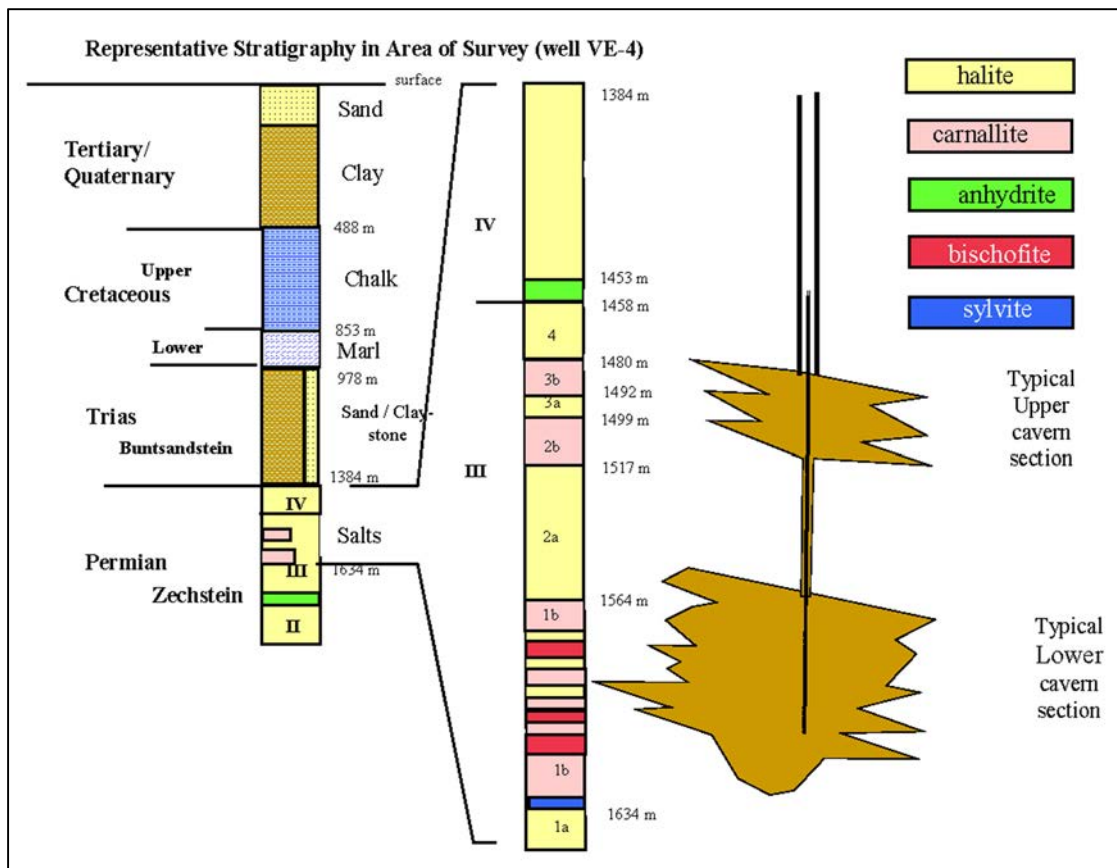 Representative Stratigraphy in Area of Survey (well VE-4)
surface
Sand
Tertiary/
Quaternary
Clay
488 m
Upper
Cretaceous
Chalk
853 m
Lower
Marl
978 m
Trias
Sand / Clay-
stone
Buntsandstein
1384 m
IV
Salts
Permian
III
1634 m
Zechstein
II
1384 m
IV
1453 m
1458 m
4
1480 m
3b
1492 m
3a
1499 m
2b
III
1517 m
2a
1564 m
1b
1b
1634 m
1a
halite
carnallite
anhydrite
bischofite
sylvite
Typical
Upper
cavern
section
Typical
Lower
cavern
section